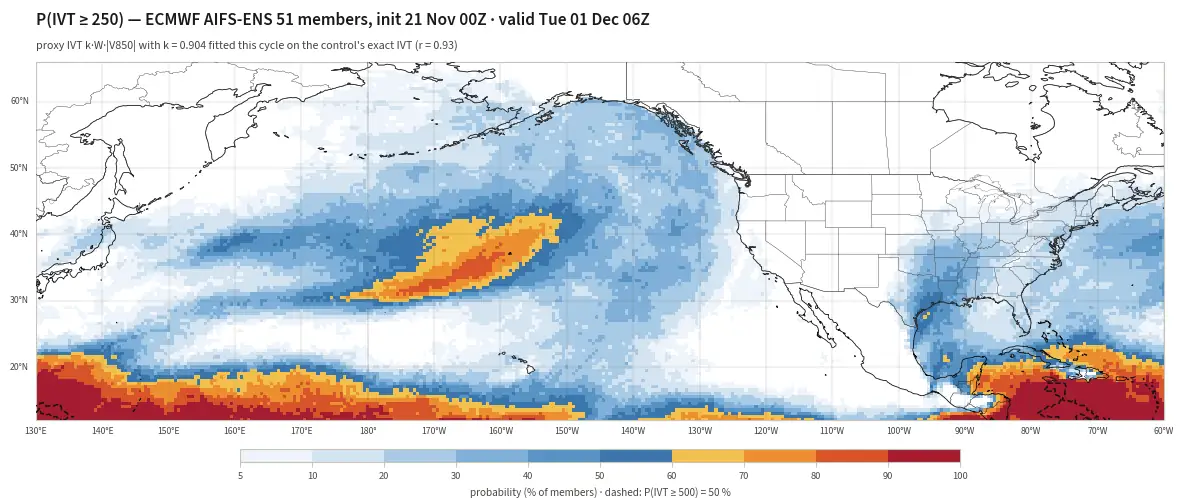 P(IVT ≥ 250) — ECMWF AIFS-ENS 51 members, init 21 Nov 00Z · valid Tue 01 Dec 06Z
proxy IVT k·W·|V850| with k = 0.904 fitted this cycle on the control's exact IVT (r = 0.93)
60°N
50°N
40°N
30°N
20°N
130°E 140°E 150°E 160°E 170°E 180° 170°W 160°W 150°W 140°W 130°W 120°W 110°W 100°W 90°W 80°W 70°W 60°W
5 10 20 30 40 50 60 70 80 90 100
probability (% of members) · dashed: P(IVT ≥ 500) = 50 %